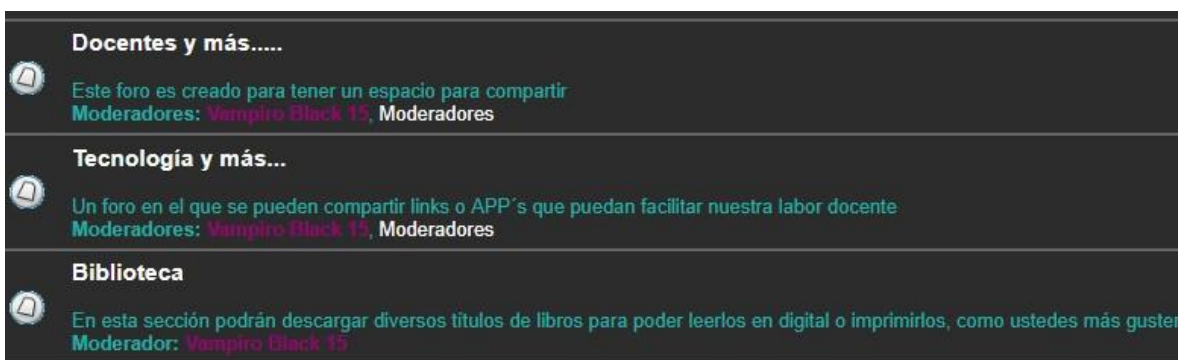 Docentes y más.....
Este foro es creado para tener un espacio para compartir
Moderadores: Vampiro Black 15, Moderadores
Tecnología y más...
Un foro en el que se pueden compartir links o APP´s que puedan facilitar nuestra labor docente
Moderadores: Vampiro Black 15, Moderadores
Biblioteca
En esta sección podrán descargar diversos títulos de libros para poder leerlos en digital o imprimirlos, como ustedes más gusten
Moderador: Vampiro Black 15